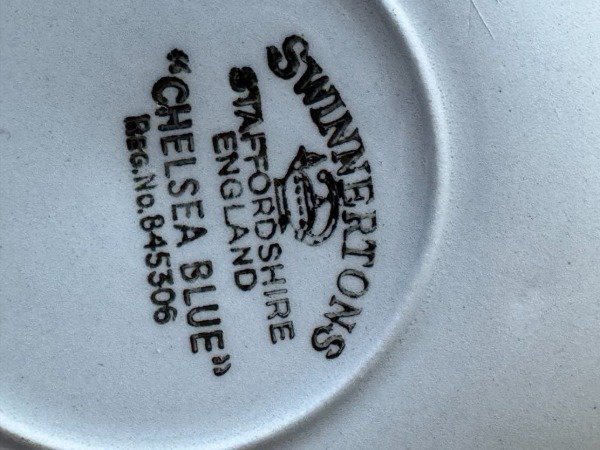 SWINNERTONS
STAFFORDSHIRE
ENGLAND
"CHELSEA BLUE"
REG.No.845306